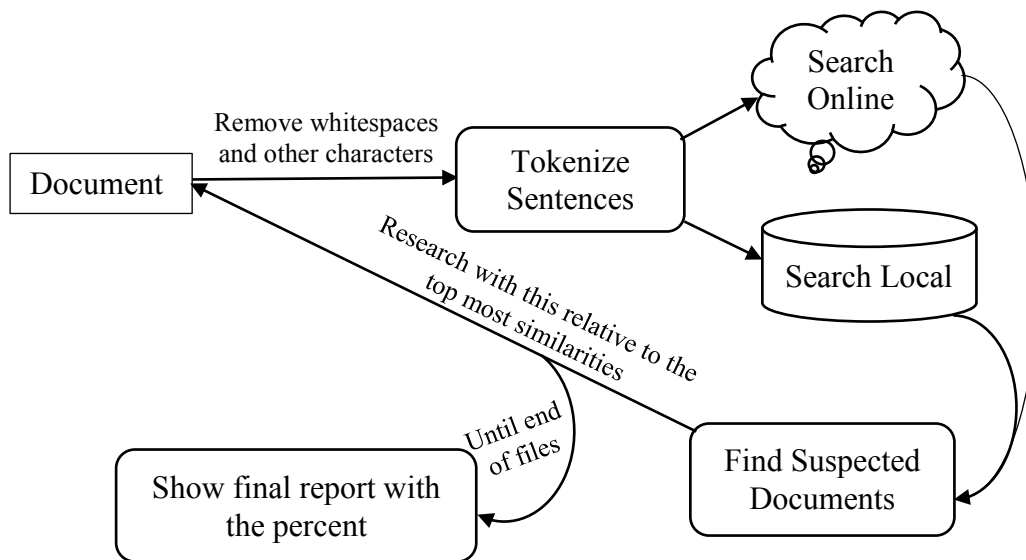 Search
Online
Remove whitespaces
and other characters
Document
Tokenize
Sentences
Search Local
Research with this relative to the
top most similarities
Until end
of files
Find Suspected
Documents
Show final report with
the percent